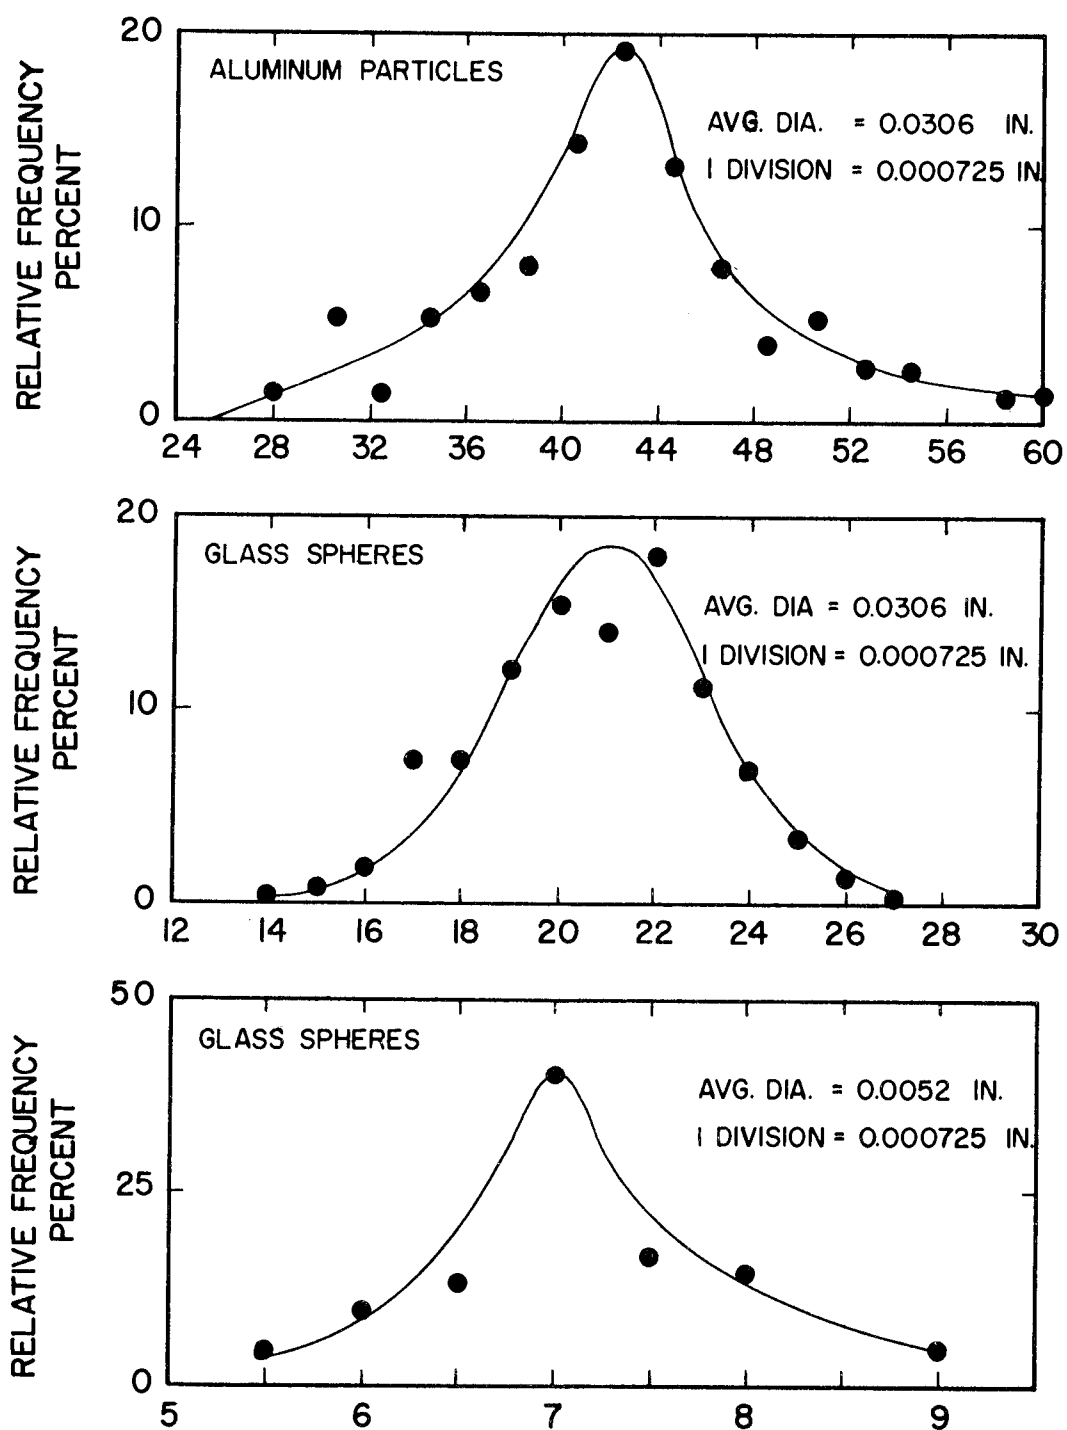 20
ALUMINUM PARTICLES
AVG. DIA. = 0.0306 IN.
1 DIVISION = 0.000725 IN.
RELATIVE FREQUENCY
PERCENT
10
0
24 28 32 36 40 44 48 52 56 60
20
GLASS SPHERES
AVG. DIA = 0.0306 IN.
1 DIVISION = 0.000725 IN.
RELATIVE FREQUENCY
PERCENT
10
0
12 14 16 18 20 22 24 26 28 30
50
GLASS SPHERES
AVG. DIA. = 0.0052 IN.
1 DIVISION = 0.000725 IN.
RELATIVE FREQUENCY
PERCENT
25
0
5 6 7 8 9